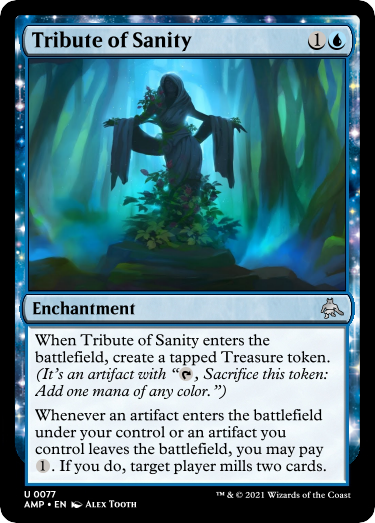 Tribute of Sanity 1
Enchantment
When Tribute of Sanity enters the
battlefield, create a tapped Treasure token.
(It's an artifact with “, Sacrifice this token:
Add one mana of any color.”)
Whenever an artifact enters the battlefield
under your control or an artifact you
control leaves the battlefield, you may pay
1. If you do, target player mills two cards.
U 0077
AMP • EN ALEX TOOTH
™ & © 2021 Wizards of the Coast